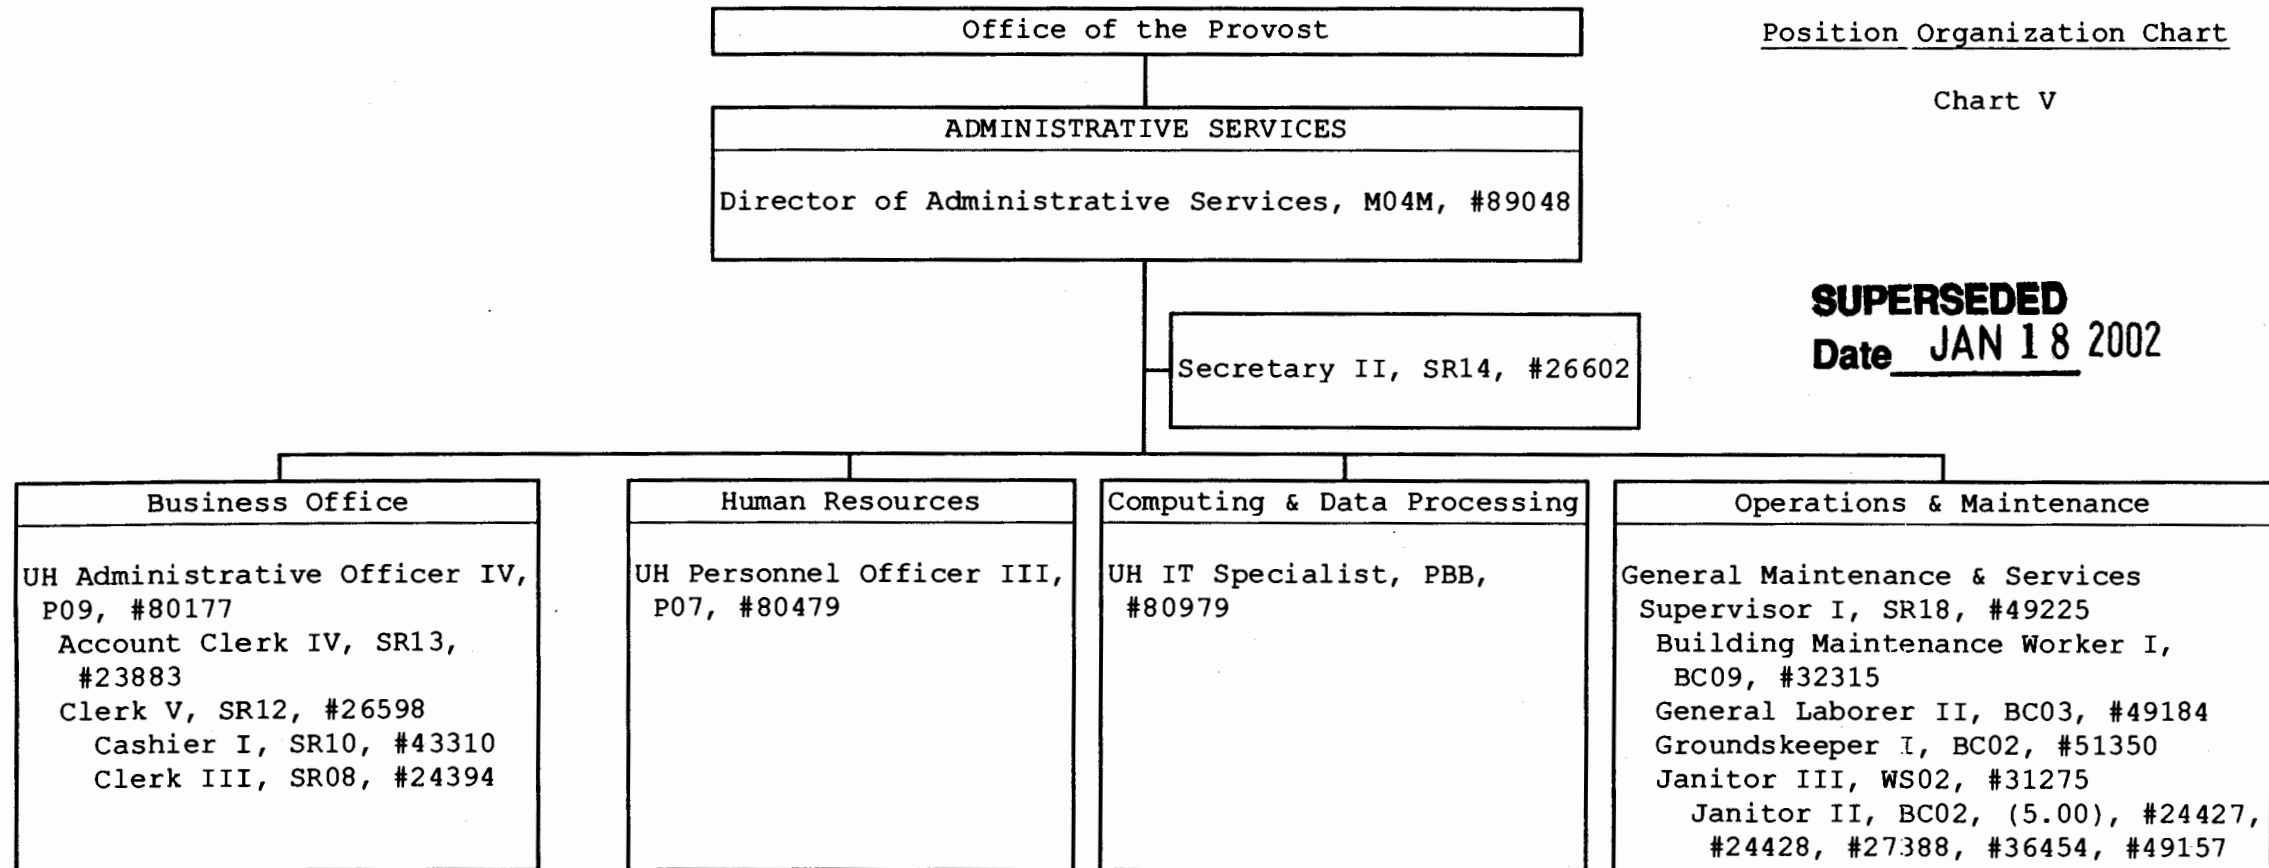 Office of the Provost
Position Organization Chart
Chart V
ADMINISTRATIVE SERVICES
Director of Administrative Services, M04M, #89048
SUPERSEDED
Date JAN 18 2002
Secretary II, SR14, #26602
Business Office
UH Administrative Officer IV,
P09, #80177
Account Clerk IV, SR13,
#23883
Clerk V, SR12, #26598
Cashier I, SR10, #43310
Clerk III, SR08, #24394
Human Resources
UH Personnel Officer III,
P07, #80479
Computing & Data Processing
UH IT Specialist, PBB,
#80979
Operations & Maintenance
General Maintenance & Services
Supervisor I, SR18, #49225
Building Maintenance Worker I,
BC09, #32315
General Laborer II, BC03, #49184
Groundskeeper I, BC02, #51350
Janitor III, WS02, #31275
Janitor II, BC02, (5.00), #24427,
#24428, #27388, #36454, #49157